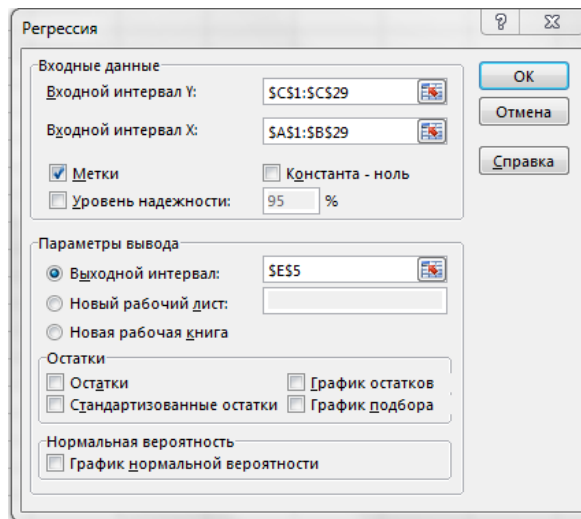 Регрессия
Входные данные
Входной интервал Y: $C$1:$C$29
Входной интервал X: $A$1:$B$29
Метки Константа - ноль
Уровень надежности: 95 %
ОК
Отмена
Справка
Параметры вывода
Выходной интервал: $E$5
Новый рабочий лист:
Новая рабочая книга
Остатки
Остатки График остатков
Стандартизованные остатки График подбора
Нормальная вероятность
График нормальной вероятности